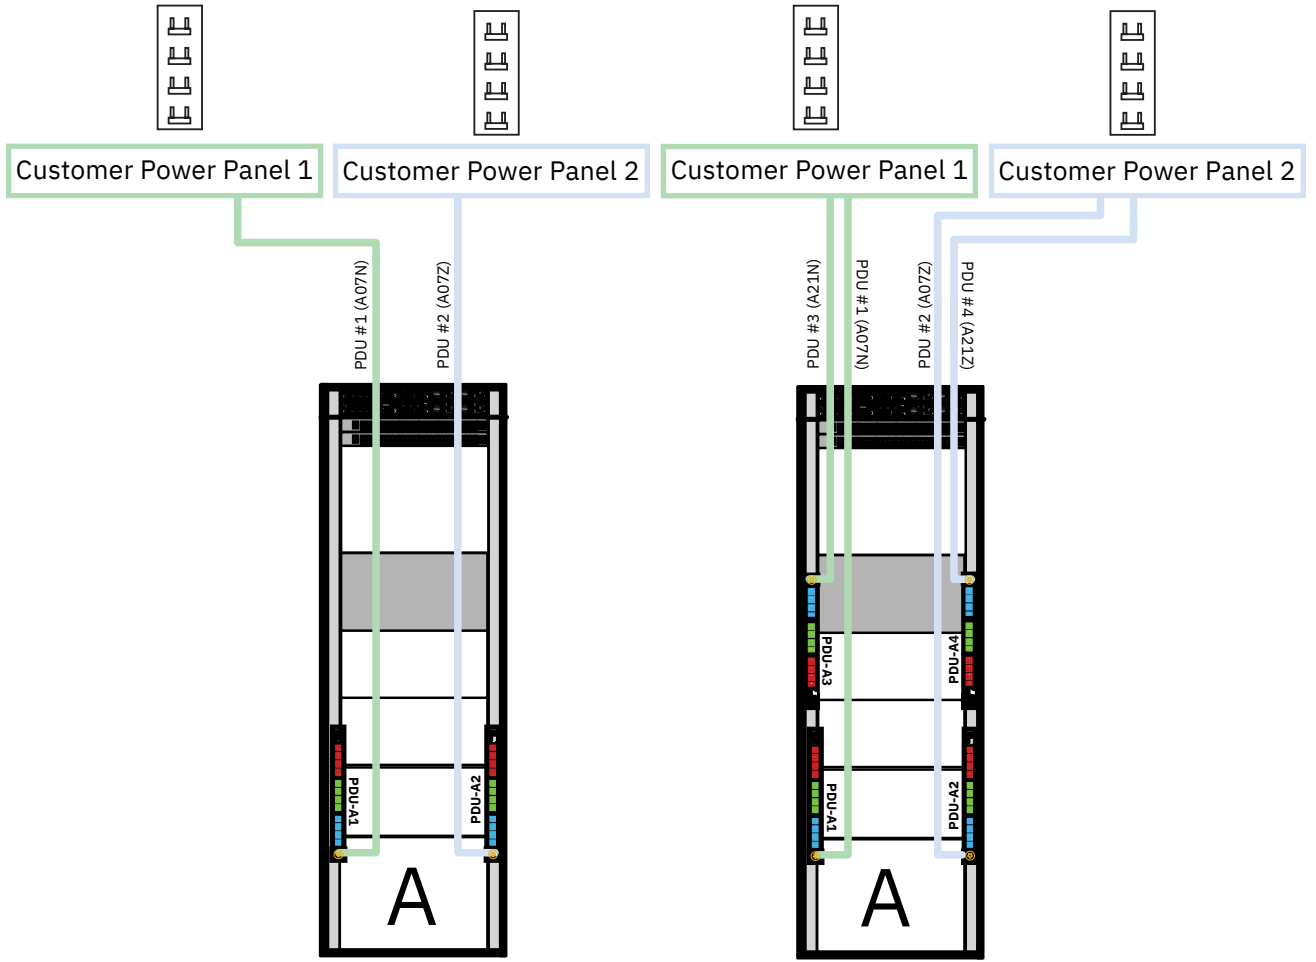 Customer Power Panel 1
Customer Power Panel 2
Customer Power Panel 1
Customer Power Panel 2
PDU #1 (A07N)
PDU #2 (A07Z)
PDU #3 (A21N)
PDU #1 (A07N)
PDU #2 (A07Z)
PDU #4 (A21Z)
PDU-A3
PDU-A4
PDU-A1
PDU-A2
PDU-A1
PDU-A2
A
A